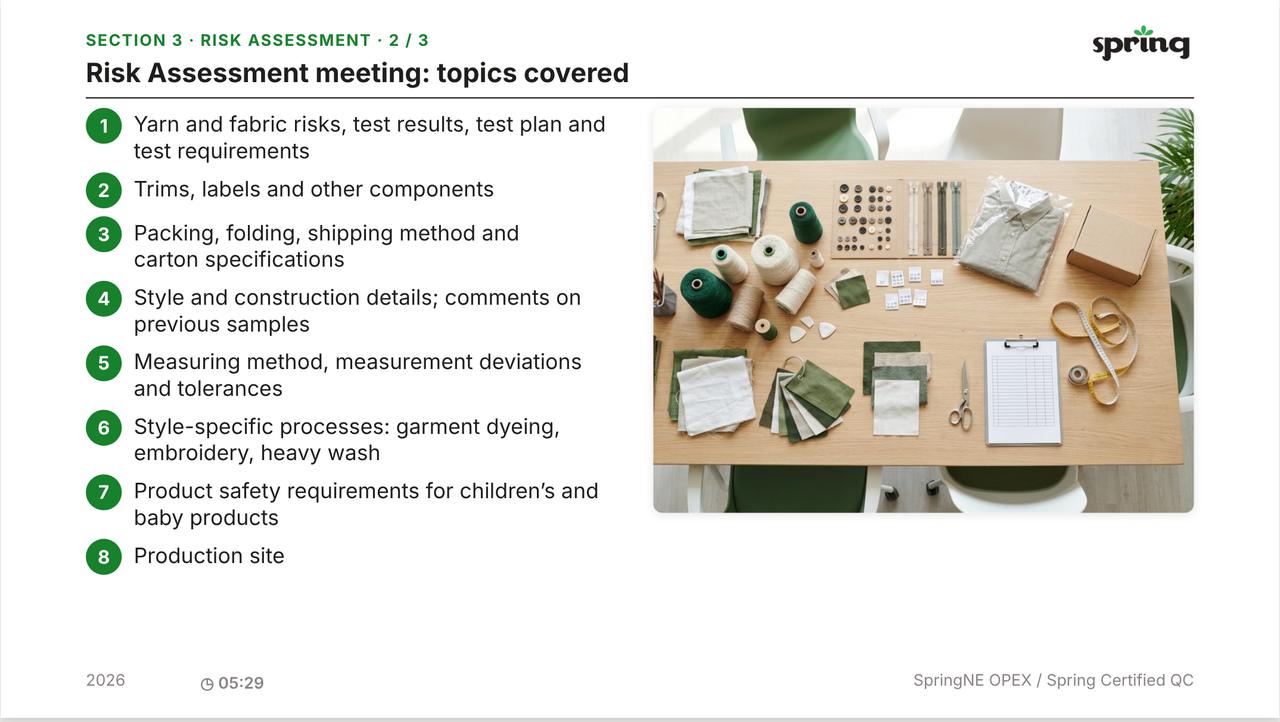 SECTION 3 · RISK ASSESSMENT · 2 / 3
spring
Risk Assessment meeting: topics covered
1 Yarn and fabric risks, test results, test plan and
test requirements
2 Trims, labels and other components
3 Packing, folding, shipping method and
carton specifications
4 Style and construction details; comments on
previous samples
5 Measuring method, measurement deviations
and tolerances
6 Style-specific processes: garment dyeing,
embroidery, heavy wash
7 Product safety requirements for children’s and
baby products
8 Production site
2026
05:29
SpringNE OPEX / Spring Certified QC